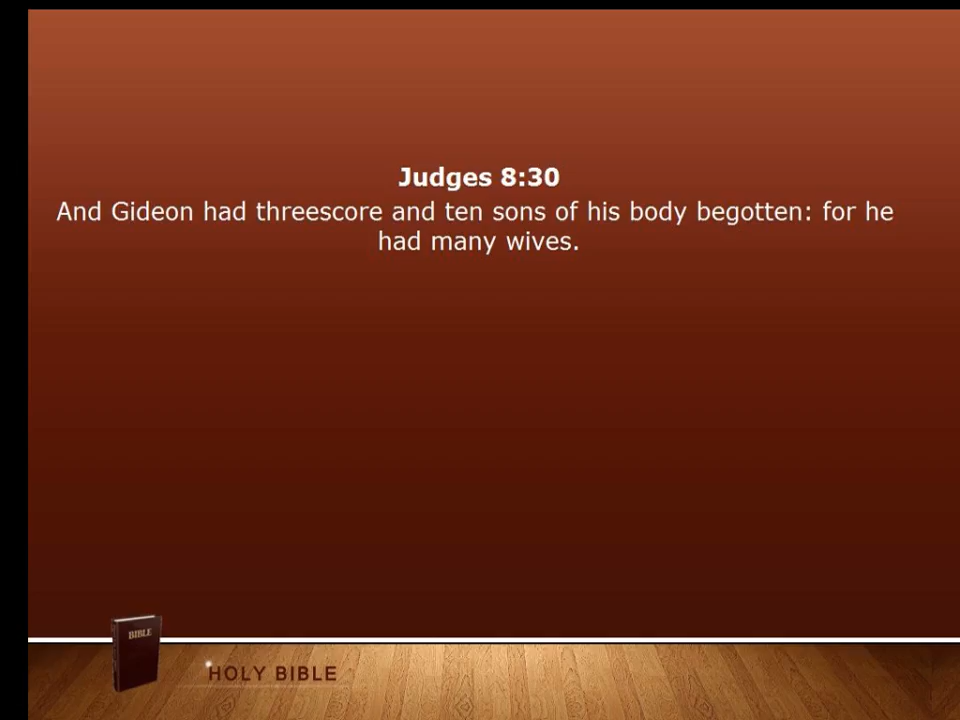 Judges 8:30
And Gideon had threescore and ten sons of his body begotten: for he
had many wives.
BIBLE
HOLY BIBLE